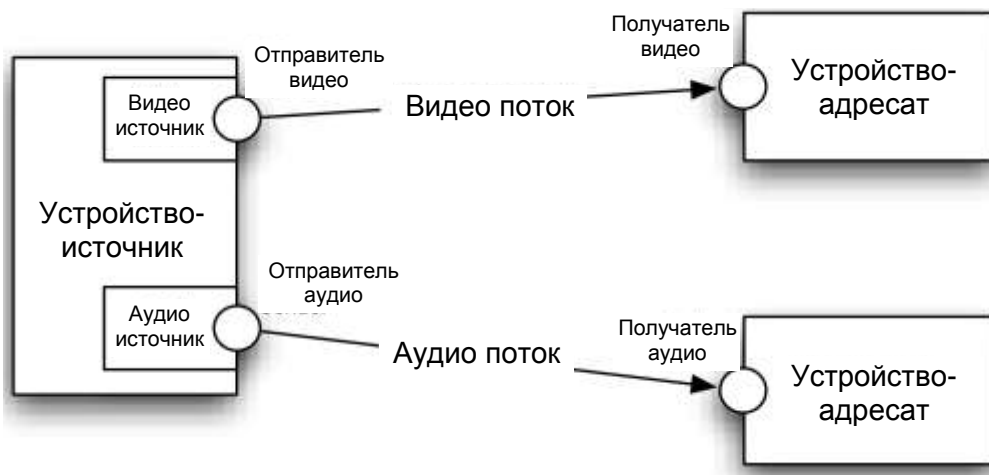 Отправитель
видео
Получатель
видео
Видео
источник
Видео поток
Устройство-
адресат
Устройство-
источник
Отправитель
аудио
Аудио
источник
Аудио поток
Получатель
аудио
Устройство-
адресат